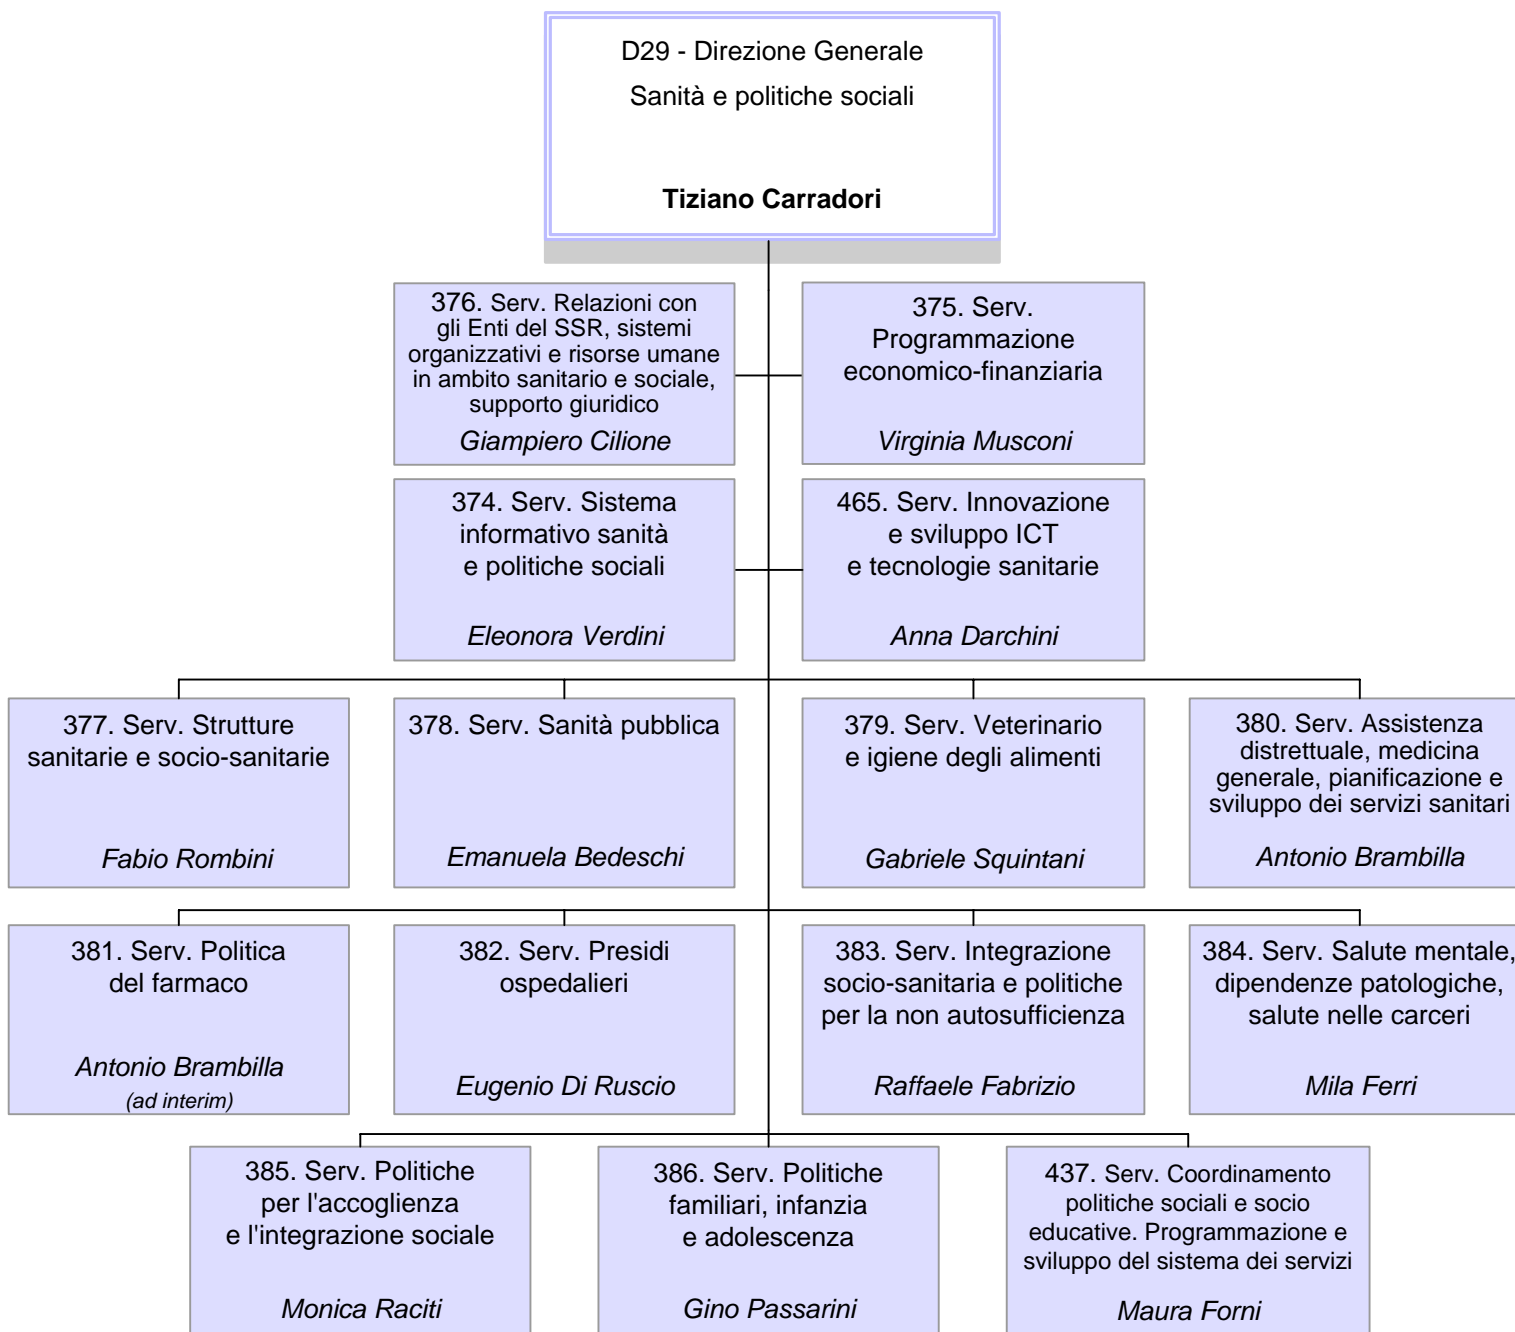 D29 - Direzione Generale
Sanità e politiche sociali
Tiziano Carradori
376. Serv. Relazioni con
gli Enti del SSR, sistemi
organizzativi e risorse umane
in ambito sanitario e sociale,
supporto giuridico
Giampiero Cilione
375. Serv.
Programmazione
economico-finanziaria
Virginia Musconi
374. Serv. Sistema
informativo sanità
e politiche sociali
Eleonora Verdini
465. Serv. Innovazione
e sviluppo ICT
e tecnologie sanitarie
Anna Darchini
377. Serv. Strutture
sanitarie e socio-sanitarie
Fabio Rombini
378. Serv. Sanità pubblica
Emanuela Bedeschi
379. Serv. Veterinario
e igiene degli alimenti
Gabriele Squintani
380. Serv. Assistenza
distrettuale, medicina
generale, pianificazione e
sviluppo dei servizi sanitari
Antonio Brambilla
381. Serv. Politica
del farmaco
Antonio Brambilla
(ad interim)
382. Serv. Presidi
ospedalieri
Eugenio Di Ruscio
383. Serv. Integrazione
socio-sanitaria e politiche
per la non autosufficienza
Raffaele Fabrizio
384. Serv. Salute mentale,
dipendenze patologiche,
salute nelle carceri
Mila Ferri
385. Serv. Politiche
per l'accoglienza
e l'integrazione sociale
Monica Raciti
386. Serv. Politiche
familiari, infanzia
e adolescenza
Gino Passarini
437. Serv. Coordinamento
politiche sociali e socio
educative. Programmazione e
sviluppo del sistema dei servizi
Maura Forni